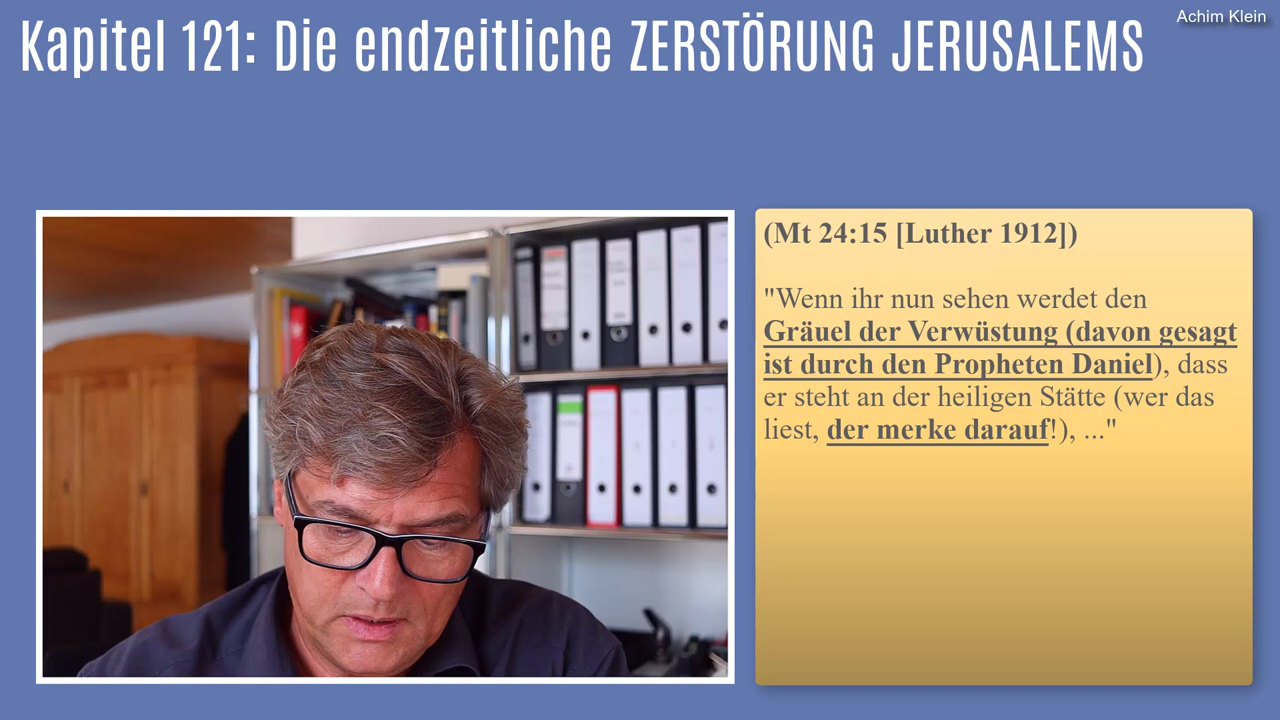 Achim Klein
Kapitel 121: Die endzeitliche ZERSTÖRUNG JERUSALEMS
(Mt 24:15 [Luther 1912])
"Wenn ihr nun sehen werdet den
Gräuel der Verwüstung (davon gesagt
ist durch den Propheten Daniel), dass
er steht an der heiligen Stätte (wer das
liest, der merke darauf!), ..."